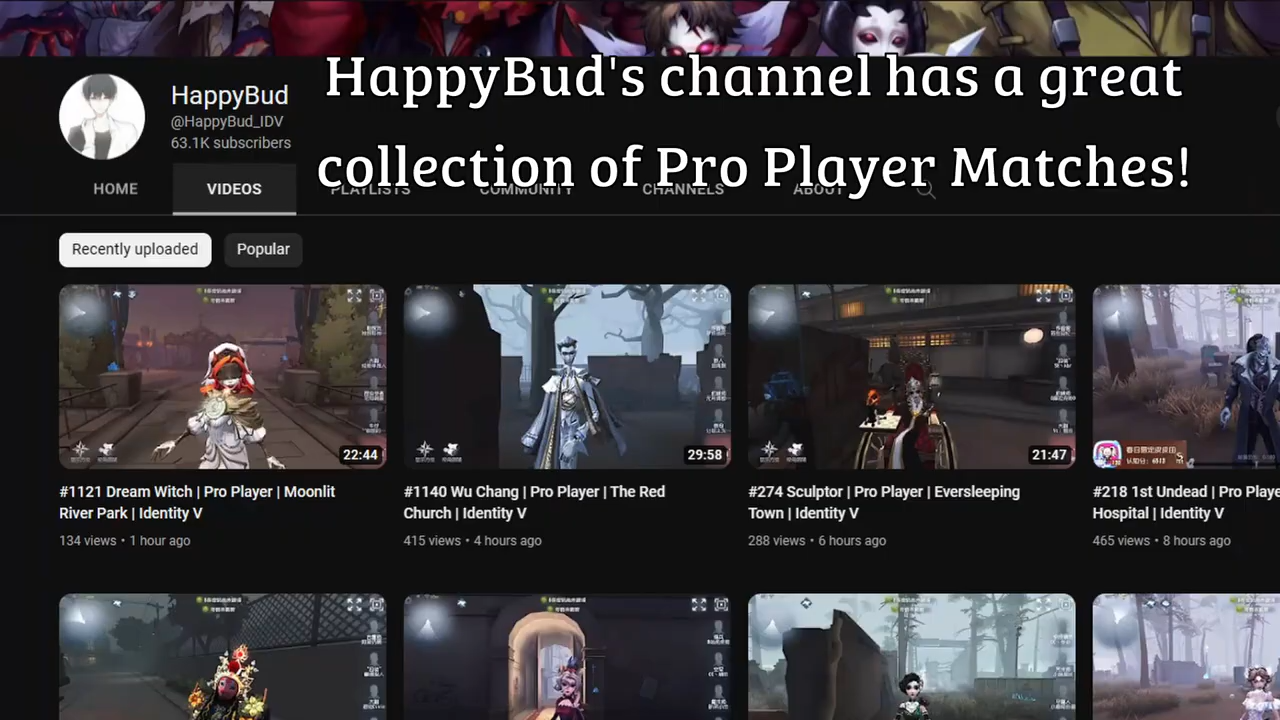 HappyBud's channel has a great
collection of Pro Player Matches!
HappyBud
@HappyBud_IDV
63.1K subscribers
HOME VIDEOS PLAYLISTS COMMUNITY CHANNELS ABOUT
Recently uploaded Popular
22:44 29:58 21:47
#1121 Dream Witch | Pro Player | Moonlit
River Park | Identity V
134 views • 1 hour ago
#1140 Wu Chang | Pro Player | The Red
Church | Identity V
415 views • 4 hours ago
#274 Sculptor | Pro Player | Eversleeping
Town | Identity V
288 views • 6 hours ago
#218 1st Undead | Pro Playe
Hospital | Identity V
465 views • 8 hours ago